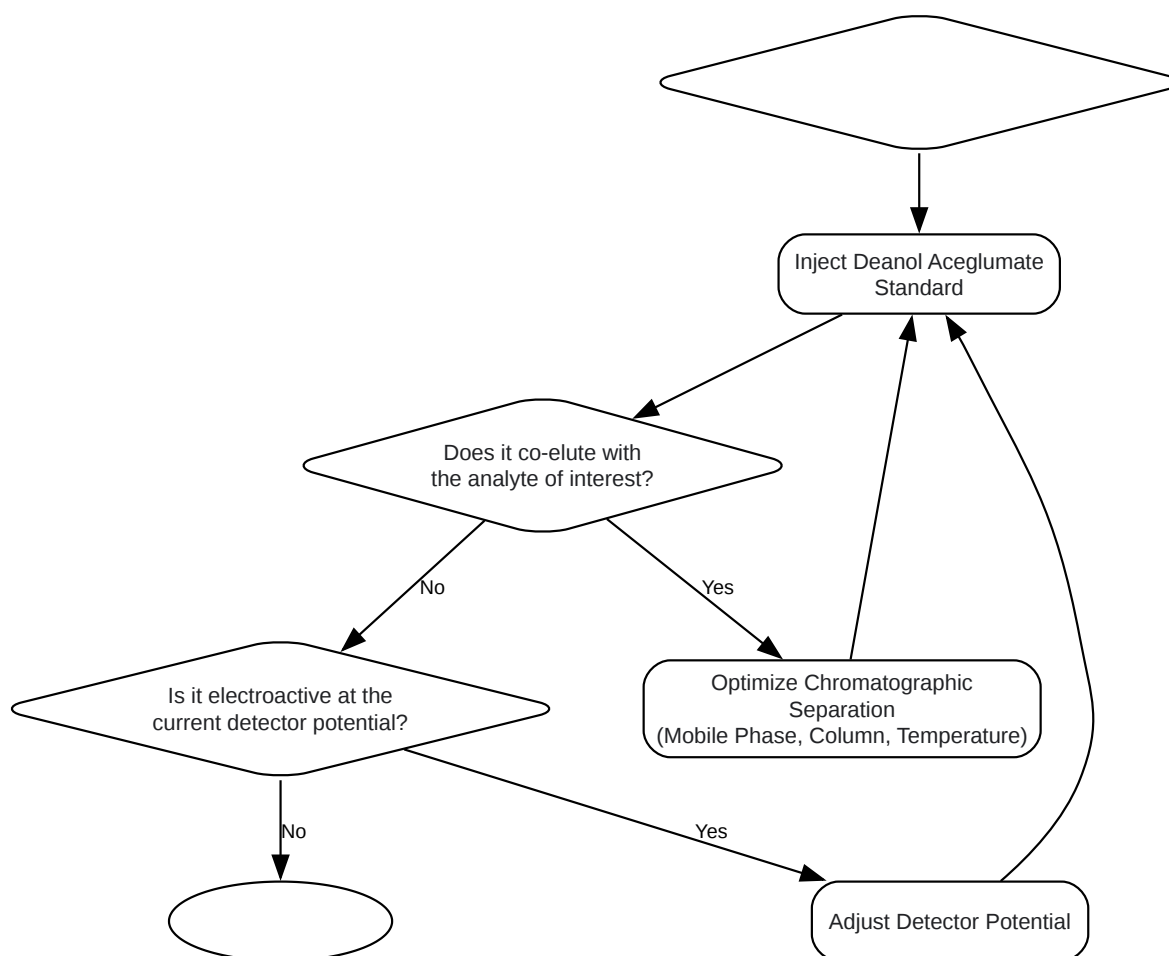 Inject Deanol Aceglumate
Standard
Does it co-elute with
the analyte of interest?
No
Yes
Is it electroactive at the
current detector potential?
Optimize Chromatographic
Separation
(Mobile Phase, Column, Temperature)
No
Yes
Adjust Detector Potential